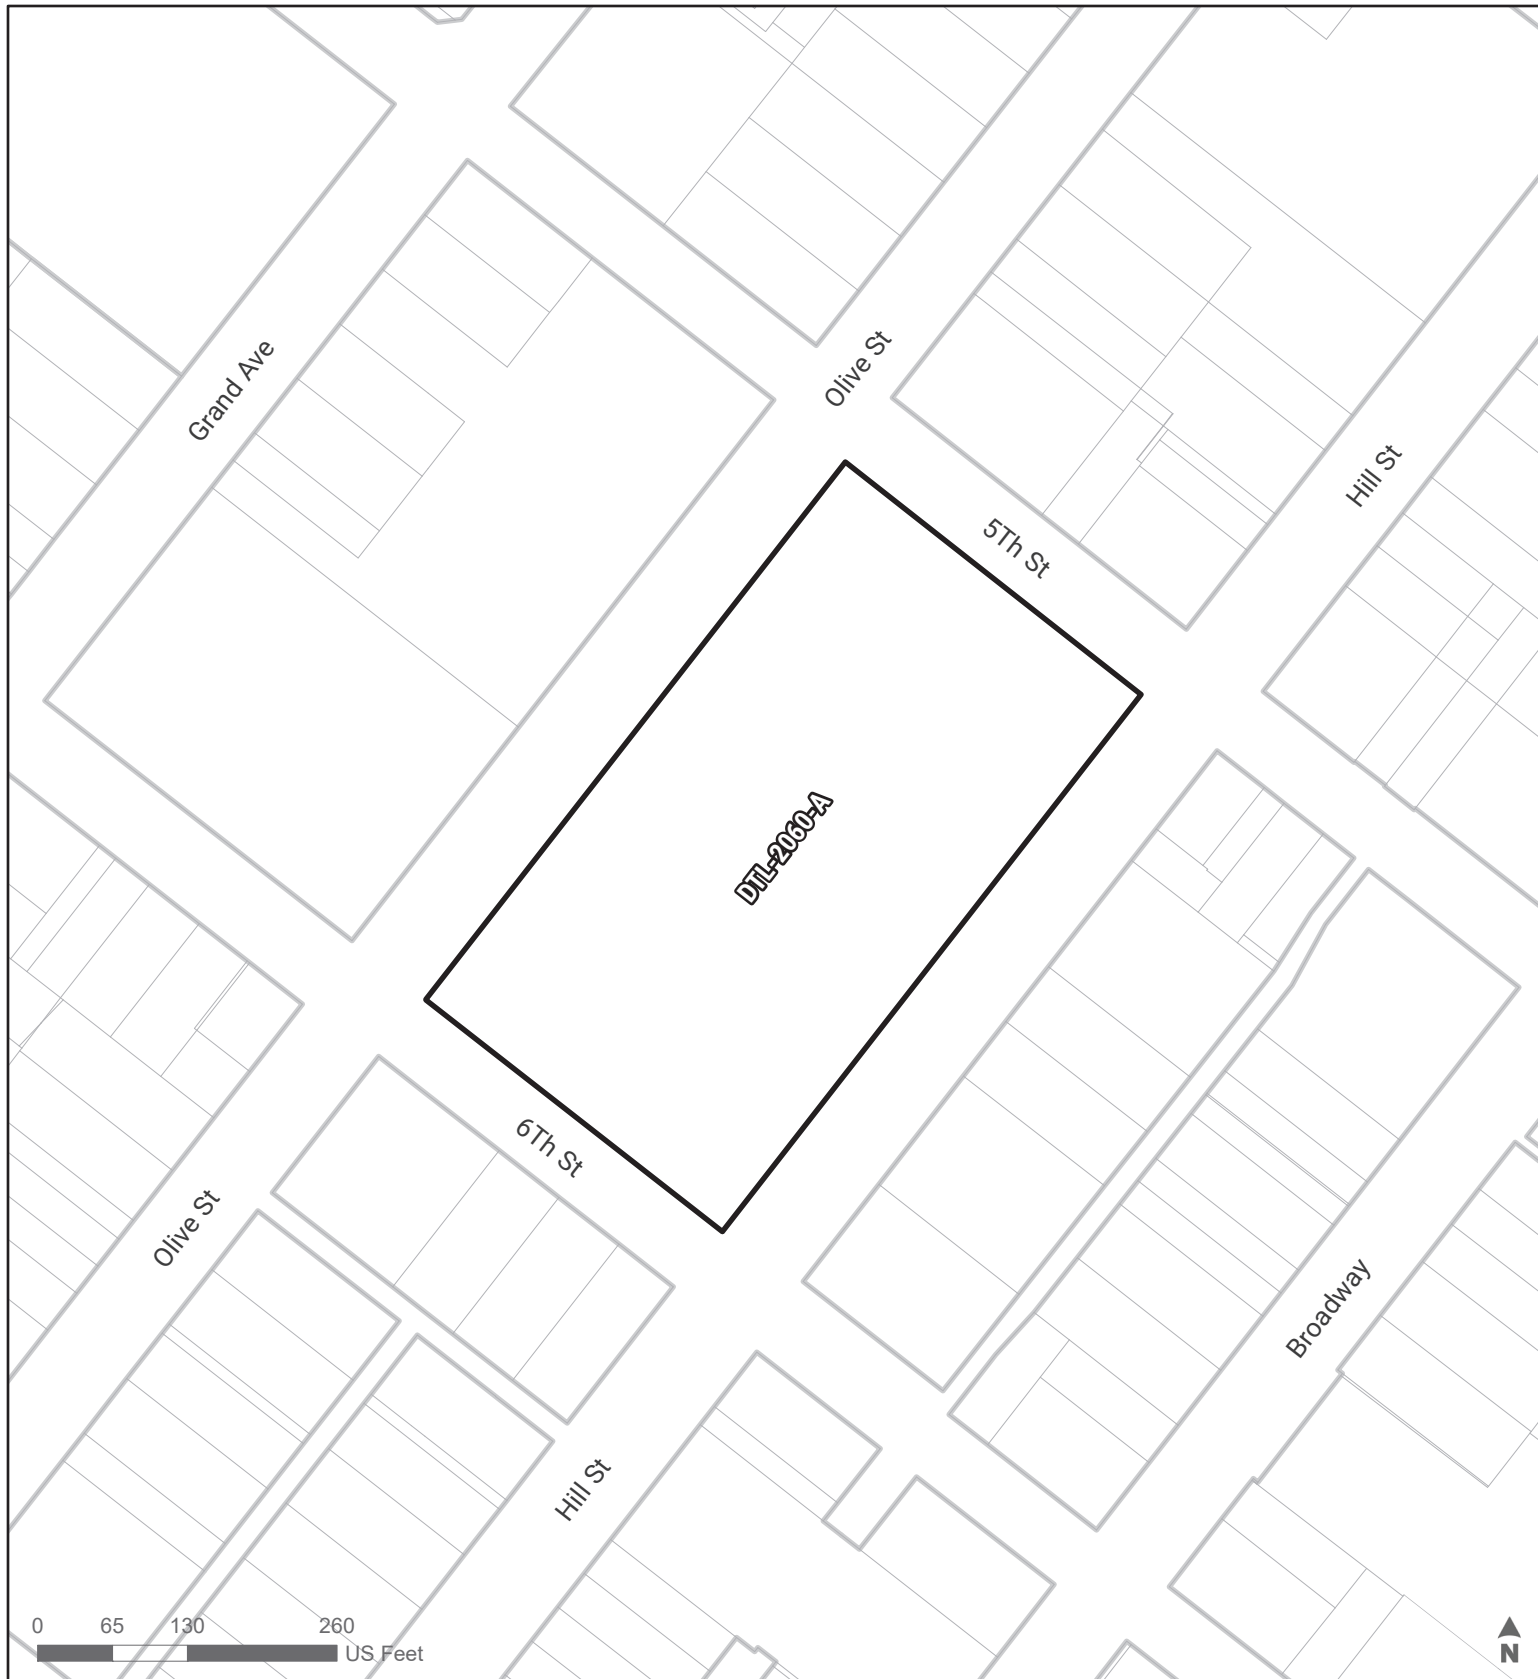 Grand Ave
Olive St
Hill St
5Th St
DTL-2060-A
6Th St
Olive St
Broadway
Hill St
0 65 130 260
US Feet
N